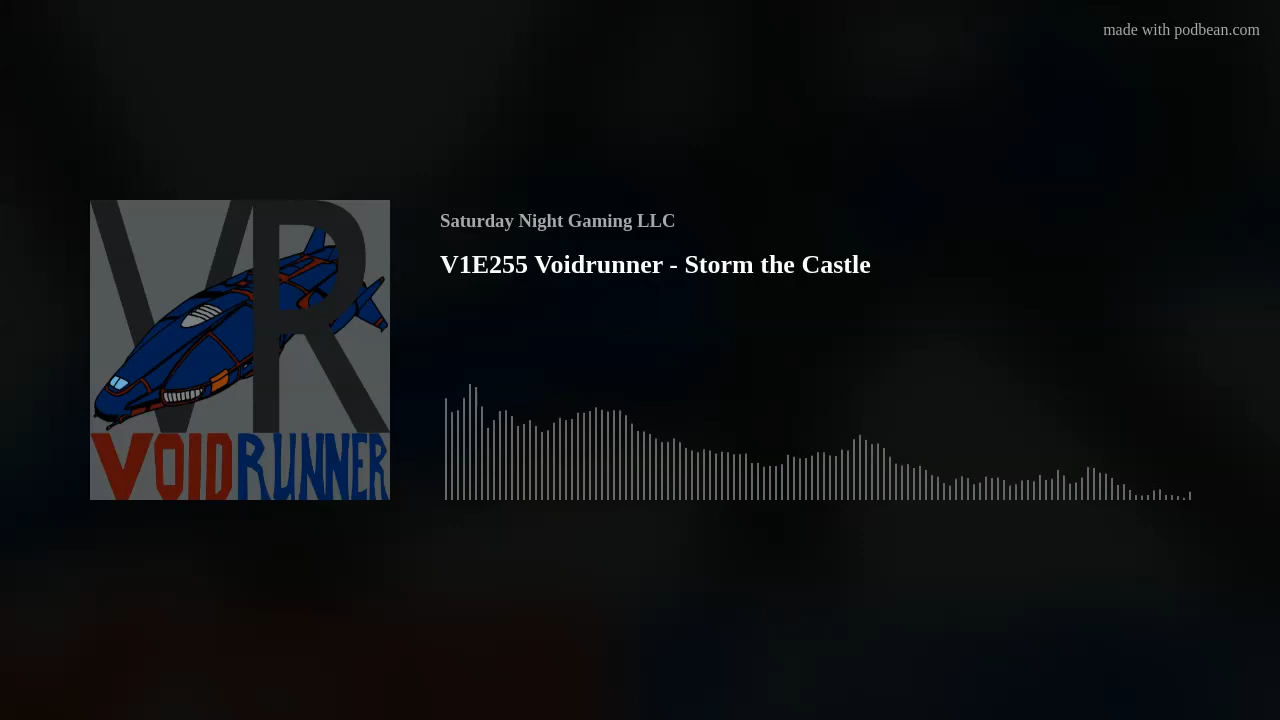 made with podbean.com
Saturday Night Gaming LLC
V1E255 Voidrunner - Storm the Castle
VR
VOIDRUNNER